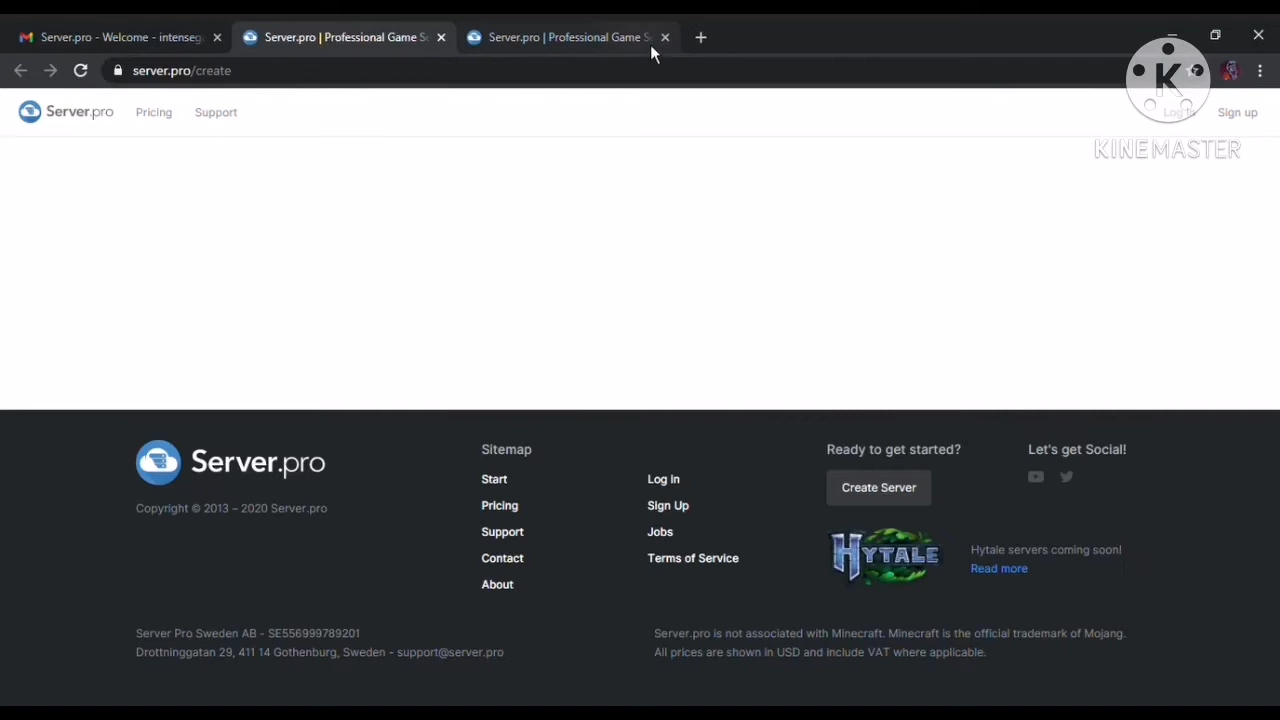 Server.pro - Welcome - intensega
Server.pro | Professional Game Se
Server.pro | Professional Game S
server.pro/create
Server.pro
Pricing
Support
Log in
Sign up
K
KINEMASTER
Server.pro
Copyright © 2013 – 2020 Server.pro
Sitemap
Start
Pricing
Support
Contact
About
Log In
Sign Up
Jobs
Terms of Service
Ready to get started?
Create Server
HYTALE
Hytale servers coming soon!
Read more
Let's get Social!
Server Pro Sweden AB - SE556999789201
Drottninggatan 29, 411 14 Gothenburg, Sweden - support@server.pro
Server.pro is not associated with Minecraft. Minecraft is the official trademark of Mojang.
All prices are shown in USD and include VAT where applicable.